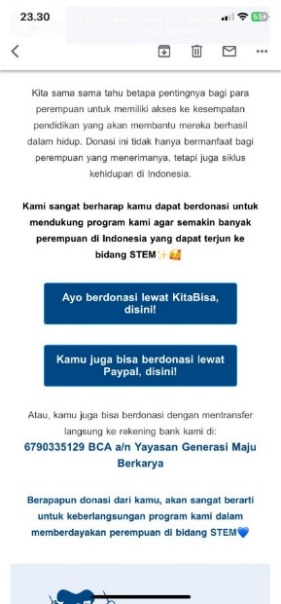 23.30
59
Kita sama sama tahu betapa pentingnya bagi para
perempuan untuk memiliki akses ke kesempatan
pendidikan yang akan membantu mereka berhasil
dalam hidup. Donasi ini tidak hanya bermanfaat bagi
perempuan yang menerimanya, tetapi juga siklus
kehidupan di Indonesia.
Kami sangat berharap kamu dapat berdonasi untuk
mendukung program kami agar semakin banyak
perempuan di Indonesia yang dapat terjun ke
bidang STEM✨🥰
Ayo berdonasi lewat KitaBisa,
disini!
Kamu juga bisa berdonasi lewat
Paypal, disini!
Atau, kamu juga bisa berdonasi dengan mentransfer
langsung ke rekening bank kami di:
6790335129 BCA a/n Yayasan Generasi Maju
Berkarya
Berapapun donasi dari kamu, akan sangat berarti
untuk keberlangsungan program kami dalam
memberdayakan perempuan di bidang STEM💙